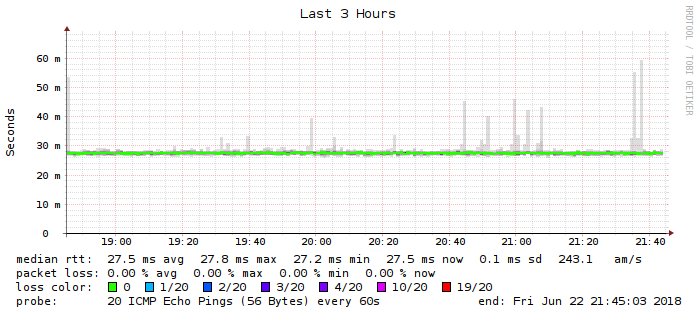 Last 3 Hours
RRDTOOL / TOBI OETIKER
Seconds
60 m
50 m
40 m
30 m
20 m
10 m
0
19:00 19:20 19:40 20:00 20:20 20:40 21:00 21:20 21:40
median rtt: 27.5 ms avg 27.8 ms max 27.2 ms min 27.5 ms now 0.1 ms sd 243.1 am/s
packet loss: 0.00 % avg 0.00 % max 0.00 % min 0.00 % now
loss color: 0 1/20 2/20 3/20 4/20 10/20 19/20
probe: 20 ICMP Echo Pings (56 Bytes) every 60s end: Fri Jun 22 21:45:03 2018